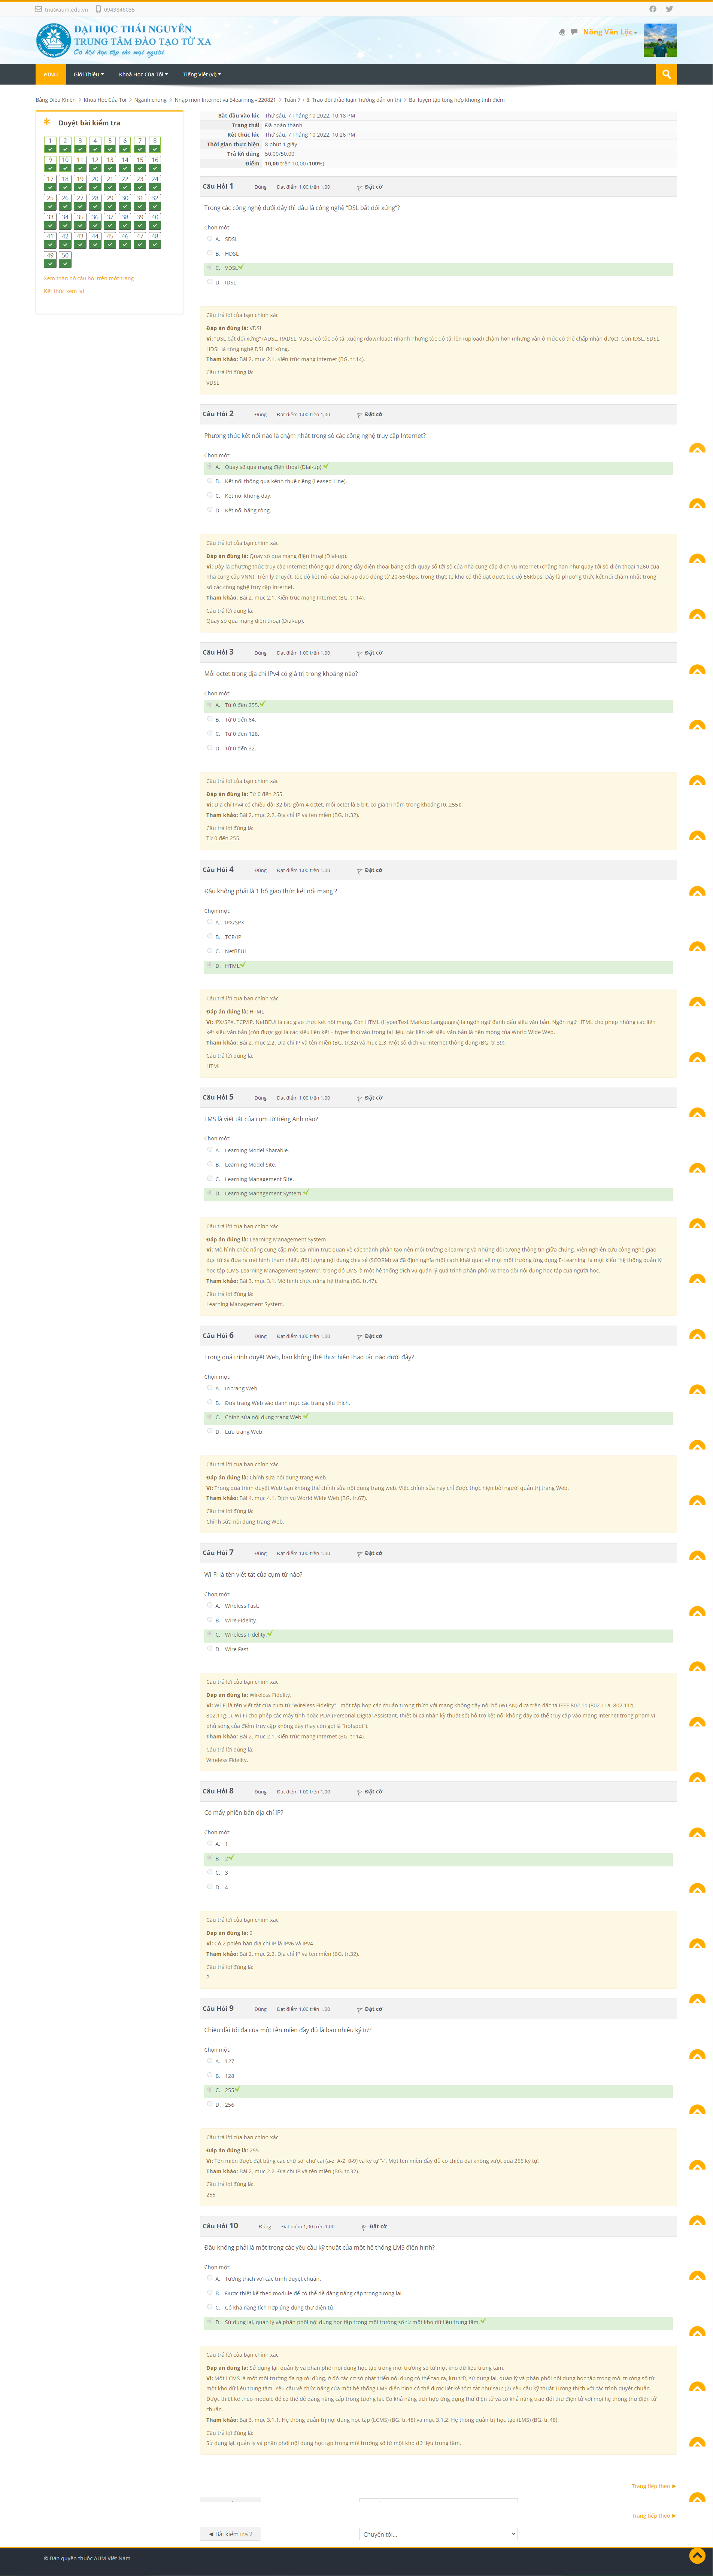 tnu@aum.edu.vn 0943846035
ĐẠI HỌC THÁI NGUYÊN
TRUNG TÂM ĐÀO TẠO TỪ XA
Cơ hội học tập cho mọi người
Nông Văn Lộc
eTNU Giới Thiệu Khoá Học Của Tôi Tiếng Việt (vi)
Bảng Điều Khiển > Khoá Học Của Tôi > Ngành chung > Nhập môn Internet và E-learning - 220821 > Tuần 7 + 8: Trao đổi thảo luận, hướng dẫn ôn thi > Bài luyện tập tổng hợp không tính điểm
Duyệt bài kiểm tra
1 2 3 4 5 6 7 8
9 10 11 12 13 14 15 16
17 18 19 20 21 22 23 24
25 26 27 28 29 30 31 32
33 34 35 36 37 38 39 40
41 42 43 44 45 46 47 48
49 50
Xem toàn bộ câu hỏi trên một trang
Kết thúc xem lại
Bắt đầu vào lúc Thứ sáu, 7 Tháng 10 2022, 10:18 PM
Trạng thái Đã hoàn thành
Kết thúc lúc Thứ sáu, 7 Tháng 10 2022, 10:26 PM
Thời gian thực hiện 8 phút 1 giây
Trả lời đúng 50,00/50,00
Điểm 10,00 trên 10,00 (100%)
Câu Hỏi 1 Đúng Đạt điểm 1,00 trên 1,00 Đặt cờ
Trong các công nghệ dưới đây thì đâu là công nghệ "DSL bất đối xứng"?
Chọn một:
A. SDSL
B. HDSL
C. VDSL
D. IDSL
Câu trả lời của bạn chính xác
Đáp án đúng là: VDSL
Vì: "DSL bất đối xứng" (ADSL, RADSL, VDSL) có tốc độ tải xuống (download) nhanh nhưng tốc độ tải lên (upload) chậm hơn (nhưng vẫn ở mức có thể chấp nhận được). Còn IDSL, SDSL,
HDSL là công nghệ DSL đối xứng.
Tham khảo: Bài 2, mục 2.1. Kiến trúc mạng Internet (BG, tr.14).
Câu trả lời đúng là:
VDSL
Câu Hỏi 2 Đúng Đạt điểm 1,00 trên 1,00 Đặt cờ
Phương thức kết nối nào là chậm nhất trong số các công nghệ truy cập Internet?
Chọn một:
A. Quay số qua mạng điện thoại (Dial-up).
B. Kết nối thông qua kênh thuê riêng (Leased-Line).
C. Kết nối không dây.
D. Kết nối băng rộng.
Câu trả lời của bạn chính xác
Đáp án đúng là: Quay số qua mạng điện thoại (Dial-up).
Vì: Đây là phương thức truy cập Internet thông qua đường dây điện thoại bằng cách quay số tới số của nhà cung cấp dịch vụ Internet (chẳng hạn như quay tới số điện thoại 1260 của
nhà cung cấp VNN). Trên lý thuyết, tốc độ kết nối của dial-up dao động từ 20-56Kbps, trong thực tế khó có thể đạt được tốc độ 56Kbps. Đây là phương thức kết nối chậm nhất trong
số các công nghệ truy cập Internet.
Tham khảo: Bài 2, mục 2.1. Kiến trúc mạng Internet (BG, tr.14).
Câu trả lời đúng là:
Quay số qua mạng điện thoại (Dial-up).
Câu Hỏi 3 Đúng Đạt điểm 1,00 trên 1,00 Đặt cờ
Mỗi octet trong địa chỉ IPv4 có giá trị trong khoảng nào?
Chọn một:
A. Từ 0 đến 255.
B. Từ 0 đến 64.
C. Từ 0 đến 128.
D. Từ 0 đến 32.
Câu trả lời của bạn chính xác
Đáp án đúng là: Từ 0 đến 255.
Vì: Địa chỉ IPv4 có chiều dài 32 bit, gồm 4 octet, mỗi octet là 8 bit, có giá trị nằm trong khoảng [0..255]).
Tham khảo: Bài 2, mục 2.2. Địa chỉ IP và tên miền (BG, tr.32).
Câu trả lời đúng là:
Từ 0 đến 255.
Câu Hỏi 4 Đúng Đạt điểm 1,00 trên 1,00 Đặt cờ
Đâu không phải là 1 bộ giao thức kết nối mạng ?
Chọn một:
A. IPX/SPX
B. TCP/IP
C. NetBEUI
D. HTML
Câu trả lời của bạn chính xác
Đáp án đúng là: HTML
Vì: IPX/SPX, TCP/IP, NetBEUI là các giao thức kết nối mạng. Còn HTML (HyperText Markup Languages) là ngôn ngữ đánh dấu siêu văn bản. Ngôn ngữ HTML cho phép nhúng các liên
kết siêu văn bản (còn được gọi là các siêu liên kết – hyperlink) vào trong tài liệu, các liên kết siêu văn bản là nền móng của World Wide Web.
Tham khảo: Bài 2, mục 2.2. Địa chỉ IP và tên miền (BG, tr.32) và mục 2.3. Một số dịch vụ Internet thông dụng (BG, tr.39).
Câu trả lời đúng là:
HTML
Câu Hỏi 5 Đúng Đạt điểm 1,00 trên 1,00 Đặt cờ
LMS là viết tắt của cụm từ tiếng Anh nào?
Chọn một:
A. Learning Model Sharable.
B. Learning Model Site.
C. Learning Management Site.
D. Learning Management System.
Câu trả lời của bạn chính xác
Đáp án đúng là: Learning Management System.
Vì: Mô hình chức năng cung cấp một cái nhìn trực quan về các thành phần tạo nên môi trường e-learning và những đối tượng thông tin giữa chúng. Viện nghiên cứu công nghệ giáo
dục từ xa đưa ra mô hình tham chiếu đối tượng nội dung chia sẻ (SCORM) và đã định nghĩa một cách khái quát về một môi trường ứng dụng E-Learning: là một kiểu "hệ thống quản lý
học tập (LMS-Learning Management System)", trong đó LMS là một hệ thống dịch vụ quản lý quá trình phân phối và theo dõi nội dung học tập của người học.
Tham khảo: Bài 3, mục 3.1. Mô hình chức năng hệ thống (BG, tr.47).
Câu trả lời đúng là:
Learning Management System.
Câu Hỏi 6 Đúng Đạt điểm 1,00 trên 1,00 Đặt cờ
Trong quá trình duyệt Web, bạn không thể thực hiện thao tác nào dưới đây?
Chọn một:
A. In trang Web.
B. Đưa trang Web vào danh mục các trang yêu thích.
C. Chỉnh sửa nội dung trang Web.
D. Lưu trang Web.
Câu trả lời của bạn chính xác
Đáp án đúng là: Chỉnh sửa nội dung trang Web.
Vì: Trong quá trình duyệt Web bạn không thể chỉnh sửa nội dung trang web. Việc chỉnh sửa này chỉ được thực hiện bởi người quản trị trang Web.
Tham khảo: Bài 4, mục 4.1. Dịch vụ World Wide Web (BG, tr.67).
Câu trả lời đúng là:
Chỉnh sửa nội dung trang Web.
Câu Hỏi 7 Đúng Đạt điểm 1,00 trên 1,00 Đặt cờ
Wi-Fi là tên viết tắt của cụm từ nào?
Chọn một:
A. Wireless Fast.
B. Wire Fidelity.
C. Wireless Fidelity.
D. Wire Fast.
Câu trả lời của bạn chính xác
Đáp án đúng là: Wireless Fidelity.
Vì: Wi-Fi là tên viết tắt của cụm từ "Wireless Fidelity" - một tập hợp các chuẩn tương thích với mạng không dây nội bộ (WLAN) dựa trên đặc tả IEEE 802.11 (802.11a, 802.11b,
802.11g...). Wi-Fi cho phép các máy tính hoặc PDA (Personal Digital Assistant, thiết bị cá nhân kỹ thuật số) hỗ trợ kết nối không dây có thể truy cập vào mạng Internet trong phạm vi
phủ sóng của điểm truy cập không dây (hay còn gọi là "hotspot").
Tham khảo: Bài 2, mục 2.1. Kiến trúc mạng Internet (BG, tr.14).
Câu trả lời đúng là:
Wireless Fidelity.
Câu Hỏi 8 Đúng Đạt điểm 1,00 trên 1,00 Đặt cờ
Có mấy phiên bản địa chỉ IP?
Chọn một:
A. 1
B. 2
C. 3
D. 4
Câu trả lời của bạn chính xác
Đáp án đúng là: 2
Vì: Có 2 phiên bản địa chỉ IP là IPv6 và IPv4.
Tham khảo: Bài 2, mục 2.2. Địa chỉ IP và tên miền (BG, tr.32).
Câu trả lời đúng là:
2
Câu Hỏi 9 Đúng Đạt điểm 1,00 trên 1,00 Đặt cờ
Chiều dài tối đa của một tên miền đầy đủ là bao nhiêu ký tự?
Chọn một:
A. 127
B. 128
C. 255
D. 256
Câu trả lời của bạn chính xác
Đáp án đúng là: 255
Vì: Tên miền được đặt bằng các chữ số, chữ cái (a-z, A-Z, 0-9) và ký tự "-". Một tên miền đầy đủ có chiều dài không vượt quá 255 ký tự.
Tham khảo: Bài 2, mục 2.2. Địa chỉ IP và tên miền (BG, tr.32).
Câu trả lời đúng là:
255
Câu Hỏi 10 Đúng Đạt điểm 1,00 trên 1,00 Đặt cờ
Đâu không phải là một trong các yêu cầu kỹ thuật của một hệ thống LMS điển hình?
Chọn một:
A. Tương thích với các trình duyệt chuẩn.
B. Được thiết kế theo module để có thể dễ dàng nâng cấp trong tương lai.
C. Có khả năng tích hợp ứng dụng thư điện tử.
D. Sử dụng lại, quản lý và phân phối nội dung học tập trong môi trường số từ một kho dữ liệu trung tâm.
Câu trả lời của bạn chính xác
Đáp án đúng là: Sử dụng lại, quản lý và phân phối nội dung học tập trong môi trường số từ một kho dữ liệu trung tâm.
Vì: Một LCMS là một môi trường đa người dùng, ở đó các cơ sở phát triển nội dung có thể tạo ra, lưu trữ, sử dụng lại, quản lý và phân phối nội dung học tập trong môi trường số từ
một kho dữ liệu trung tâm. Yêu cầu về chức năng của một hệ thống LMS điển hình có thể được liệt kê tóm tắt như sau: (2) Yêu cầu kỹ thuật Tương thích với các trình duyệt chuẩn.
Được thiết kế theo module để có thể dễ dàng nâng cấp trong tương lai. Có khả năng tích hợp ứng dụng thư điện tử và có khả năng trao đổi thư điện tử với mọi hệ thống thư điện tử
chuẩn.
Tham khảo: Bài 3, mục 3.1.1. Hệ thống quản trị nội dung học tập (LCMS) (BG, tr.48) và mục 3.1.2. Hệ thống quản trị học tập (LMS) (BG, tr.48).
Câu trả lời đúng là:
Sử dụng lại, quản lý và phân phối nội dung học tập trong môi trường số từ một kho dữ liệu trung tâm.
Trang tiếp theo ►
Trang tiếp theo ►
◄ Bài kiểm tra 2 Chuyển tới...
© Bản quyền thuộc AUM Việt Nam